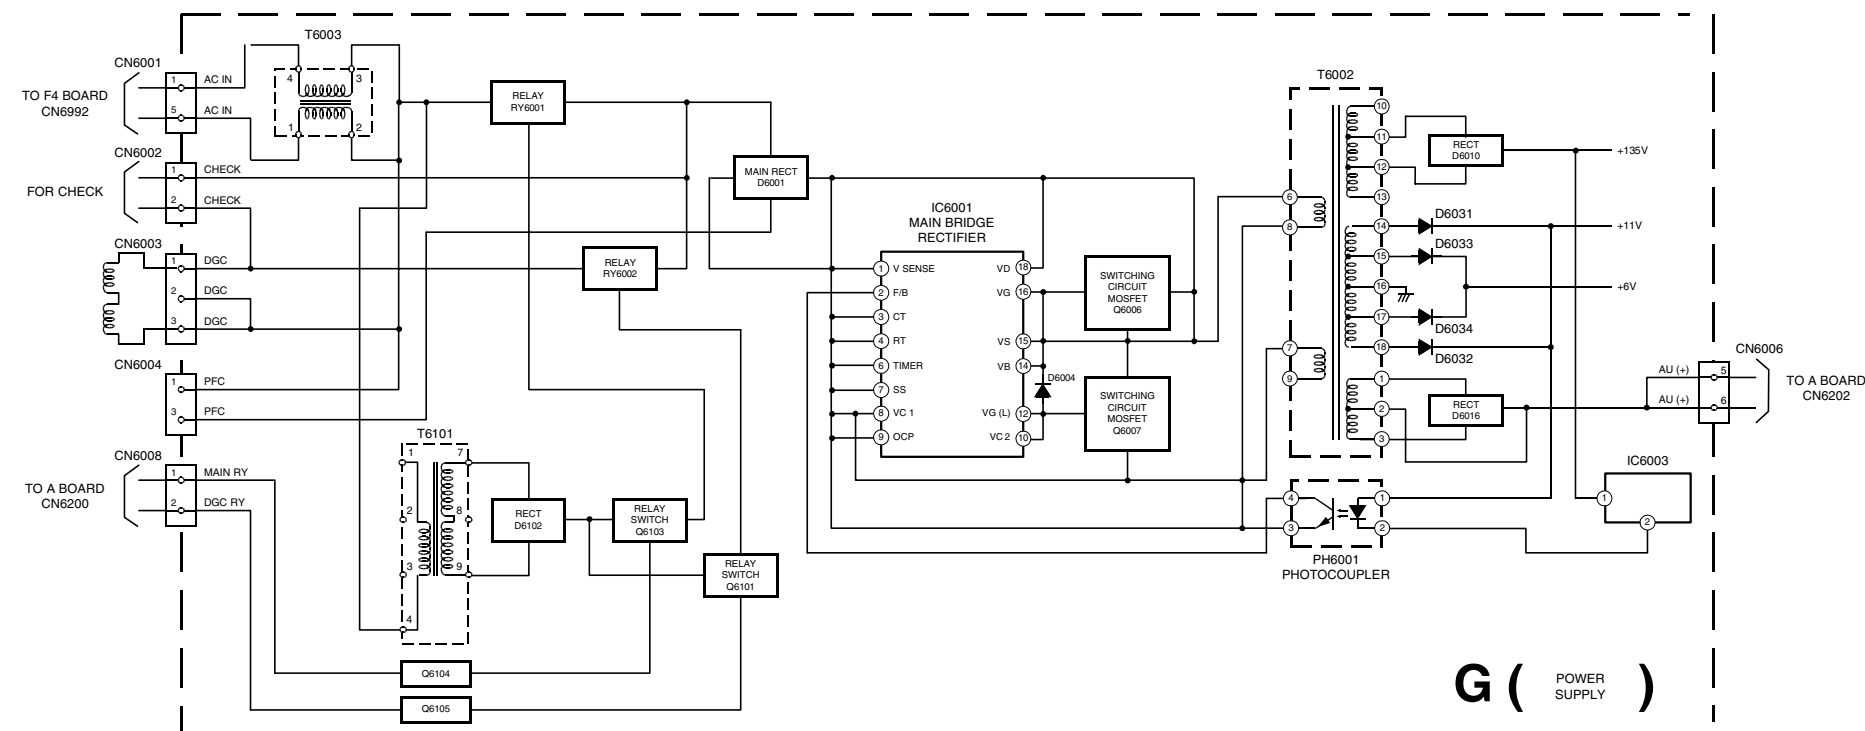 T6003
CN6001
TO F4 BOARD
CN6992
1 AC IN
5 AC IN
4 3
1 2
CN6002
FOR CHECK
1 CHECK
2 CHECK
CN6003
1 DGC
2 DGC
3 DGC
CN6004
1 PFC
3 PFC
CN6008
TO A BOARD
CN6200
1 MAIN RY
2 DGC RY
T6101
1 7
2 8
3 9
4
RELAY
RY6001
RELAY
RY6002
MAIN RECT
D6001
RECT
D6102
RELAY
SWITCH
Q6103
RELAY
SWITCH
Q6101
Q6104
Q6105
IC6001
MAIN BRIDGE
RECTIFIER
1 V SENSE
2 F/B
3 CT
4 RT
6 TIMER
7 SS
8 VC 1
9 OCP
VD 18
VG 16
VS 15
VB 14
VG (L) 12
VC 2 10
D6004
SWITCHING
CIRCUIT
MOSFET
Q6006
SWITCHING
CIRCUIT
MOSFET
Q6007
T6002
6
8
7
9
10
11
12
13
14
15
16
17
18
1
2
3
RECT
D6010
+135V
D6031
+11V
D6033
+6V
D6034
D6032
RECT
D6016
AU (+) 5
AU (+) 6
CN6006
TO A BOARD
CN6202
IC6003
1
2
4 1
3 2
PH6001
PHOTOCOUPLER
G ( POWER
SUPPLY )